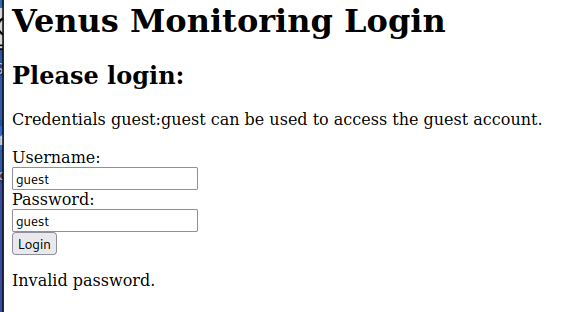 Venus Monitoring Login
Please login:
Credentials guest:guest can be used to access the guest account.
Username:
guest
Password:
guest
Login
Invalid password.